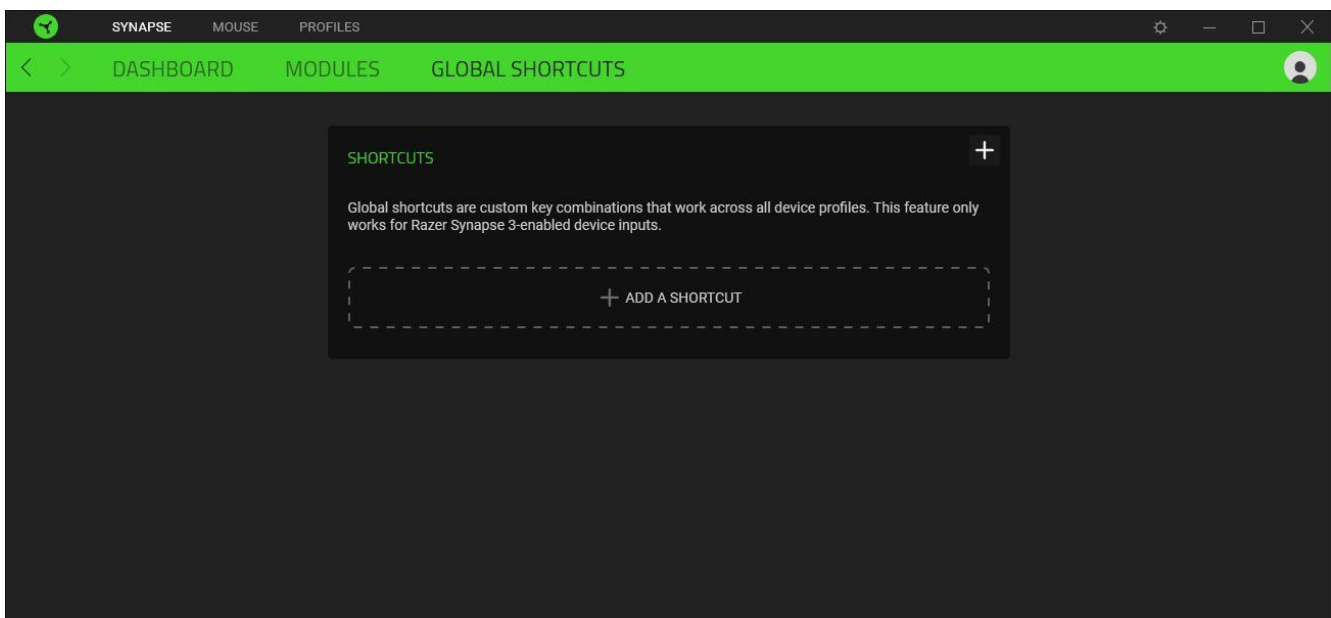 SYNAPSE MOUSE PROFILES
DASHBOARD MODULES GLOBAL SHORTCUTS
SHORTCUTS
Global shortcuts are custom key combinations that work across all device profiles. This feature only
works for Razer Synapse 3-enabled device inputs.
ADD A SHORTCUT